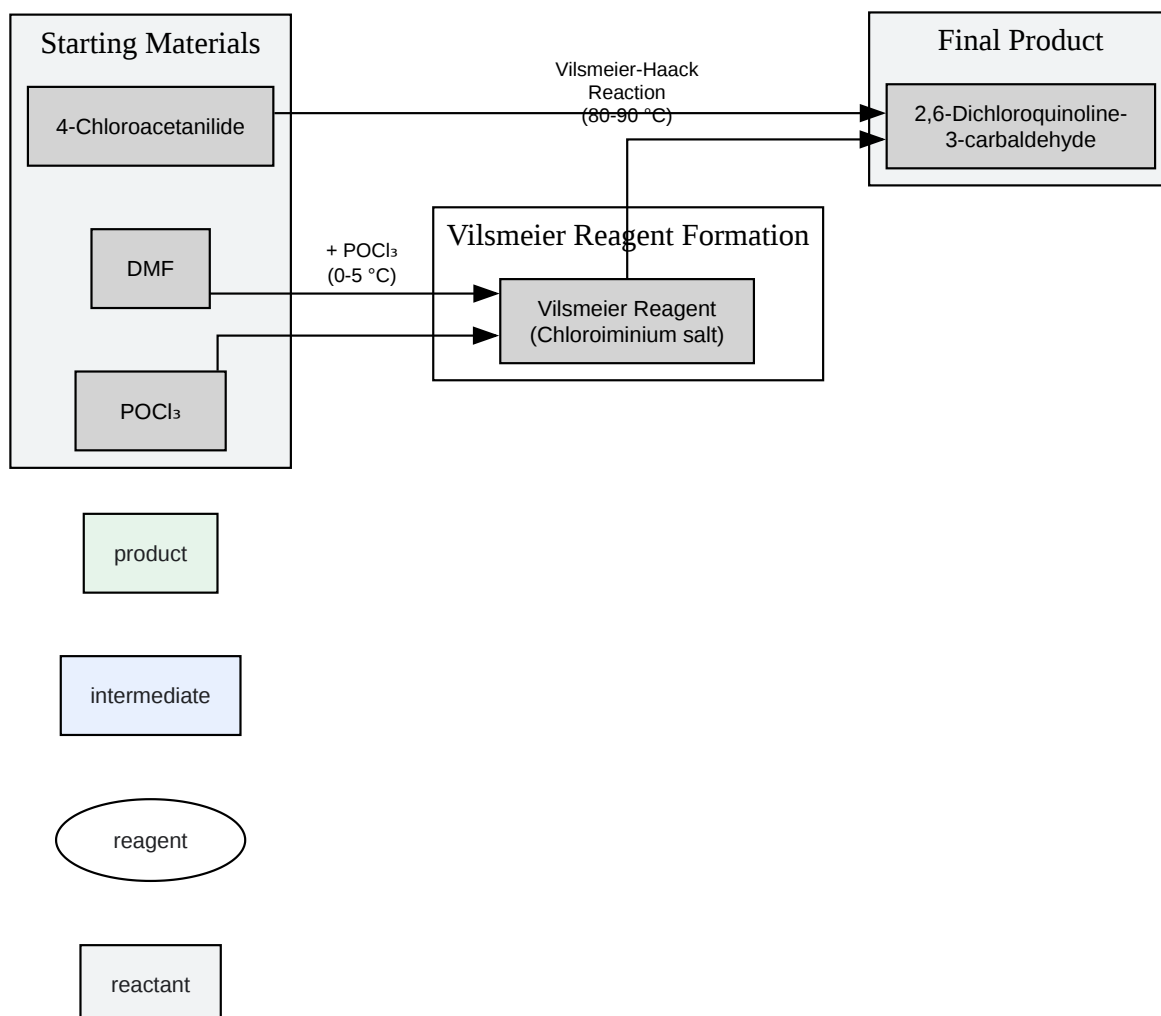 Starting Materials
4-Chloroacetanilide
DMF
POCl₃
Vilsmeier-Haack
Reaction
(80-90 °C)
+ POCl₃
(0-5 °C)
Vilsmeier Reagent Formation
Vilsmeier Reagent
(Chloroiminium salt)
Final Product
2,6-Dichloroquinoline-
3-carbaldehyde
product
intermediate
reagent
reactant